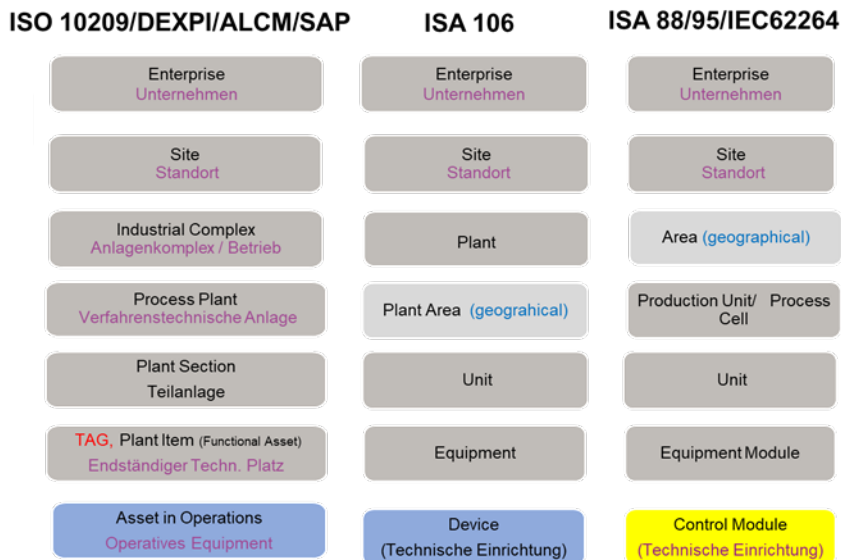 ISO 10209/DEXPI/ALCM/SAP
ISA 106
ISA 88/95/IEC62264
Enterprise
Unternehmen
Enterprise
Unternehmen
Enterprise
Unternehmen
Site
Standort
Site
Standort
Site
Standort
Industrial Complex
Anlagenkomplex / Betrieb
Plant
Area (geographical)
Process Plant
Verfahrenstechnische Anlage
Plant Area (geograhical)
Production Unit/ Process
Cell
Plant Section
Teilanlage
Unit
Unit
TAG, Plant Item (Functional Asset)
Endständiger Techn. Platz
Equipment
Equipment Module
Asset in Operations
Operatives Equipment
Device
(Technische Einrichtung)
Control Module
(Technische Einrichtung)